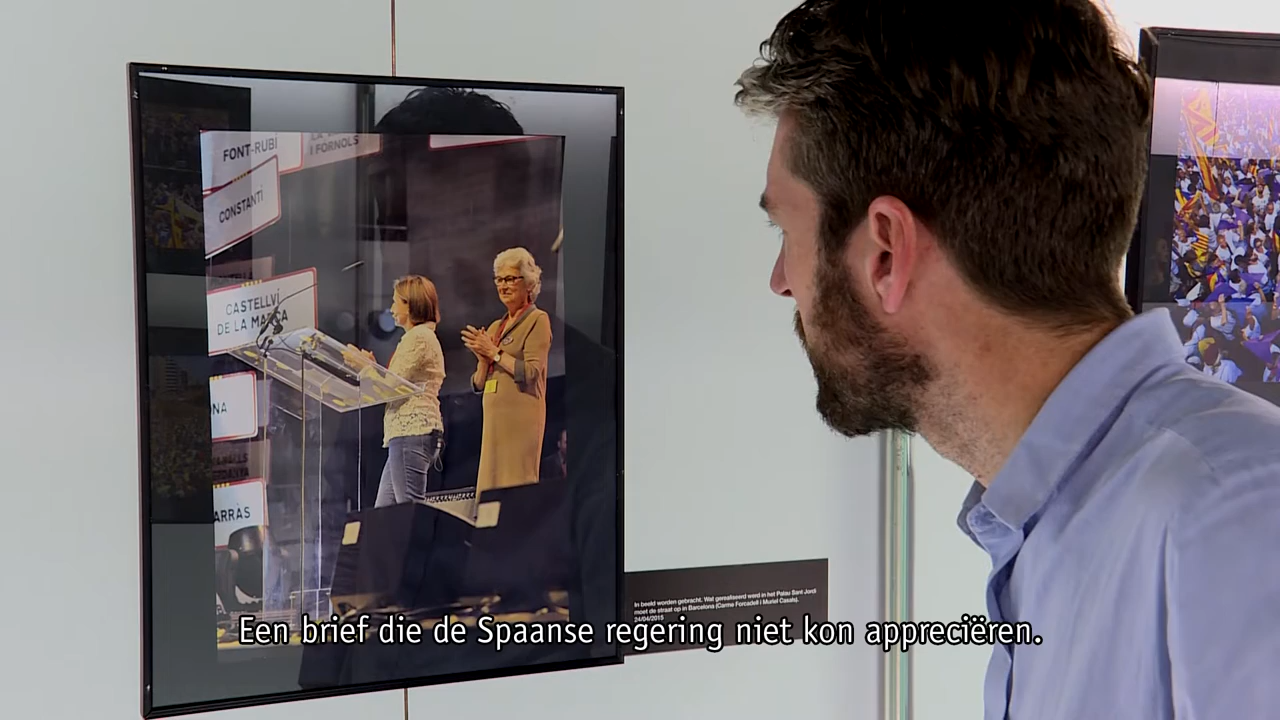 FONT-RUBÍ
I FÓRNOLS
CONSTANTÍ
CASTELLVÍ
DE LA MARCA
NA
ARRÀS
In beeld worden gebracht. Wat gerealiseerd werd in het Palau Sant Jordi
moet de straat op in Barcelona (Carme Forcadell i Muriel Casals).
24/04/2015
Een brief die de Spaanse regering niet kon appreciëren.